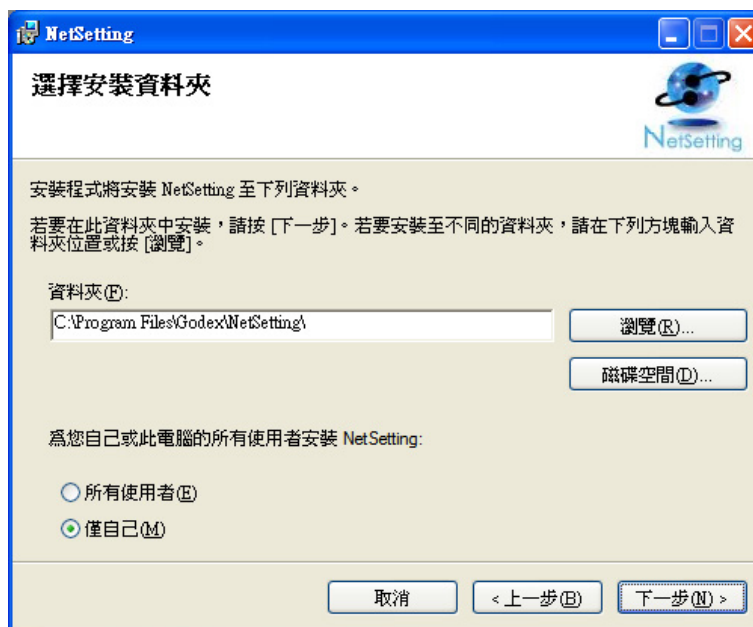 NetSetting
選擇安裝資料夾
NetSetting
安裝程式將安裝 NetSetting 至下列資料夾。
若要在此資料夾中安裝，請按 [下一步]。若要安裝至不同的資料夾，請在下列方塊輸入資
料夾位置或按 [瀏覽]。
資料夾(F):
C:\Program Files\Godex\NetSetting\
瀏覽(R)...
磁碟空間(D)...
為您自己或此電腦的所有使用者安裝 NetSetting:
所有使用者(E)
僅自己(M)
取消
< 上一步(B)
下一步(N) >